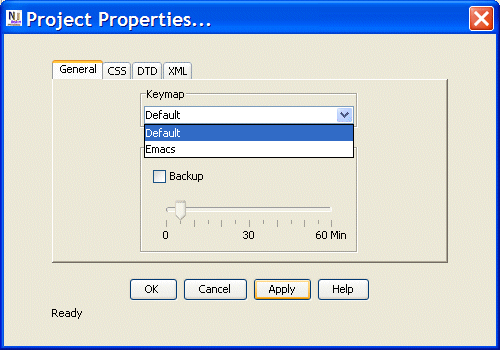 Project Properties...
General CSS DTD XML
Keymap
Default
Default
Emacs
Backup
0 30 60 Min
OK Cancel Apply Help
Ready